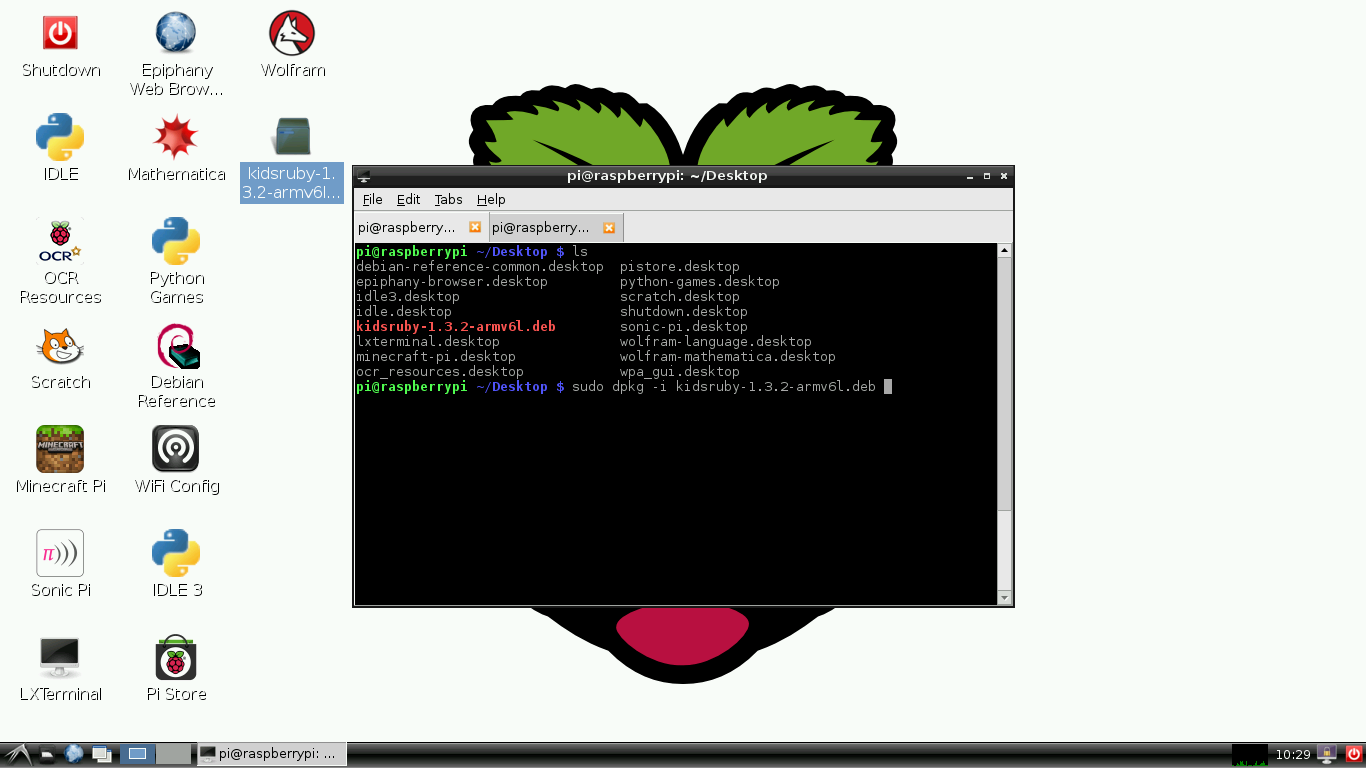 Shutdown
Epiphany
Web Brow...
Wolfram
IDLE
Mathematica
kidsruby-1.
3.2-armv6l...
OCR
OCR
Resources
Python
Games
Scratch
Debian
Reference
MINECRAFT
Minecraft Pi
WiFi Config
π)))
Sonic Pi
IDLE 3
LXTerminal
Pi Store
pi@raspberrypi: ~/Desktop
File Edit Tabs Help
pi@raspberry... pi@raspberry...
pi@raspberrypi ~/Desktop $ ls
debian-reference-common.desktop pistore.desktop
epiphany-browser.desktop python-games.desktop
idle3.desktop scratch.desktop
idle.desktop shutdown.desktop
kidsruby-1.3.2-armv6l.deb sonic-pi.desktop
lxterminal.desktop wolfram-language.desktop
minecraft-pi.desktop wolfram-mathematica.desktop
ocr_resources.desktop wpa_gui.desktop
pi@raspberrypi ~/Desktop $ sudo dpkg -i kidsruby-1.3.2-armv6l.deb
pi@raspberrypi: ...
10:29